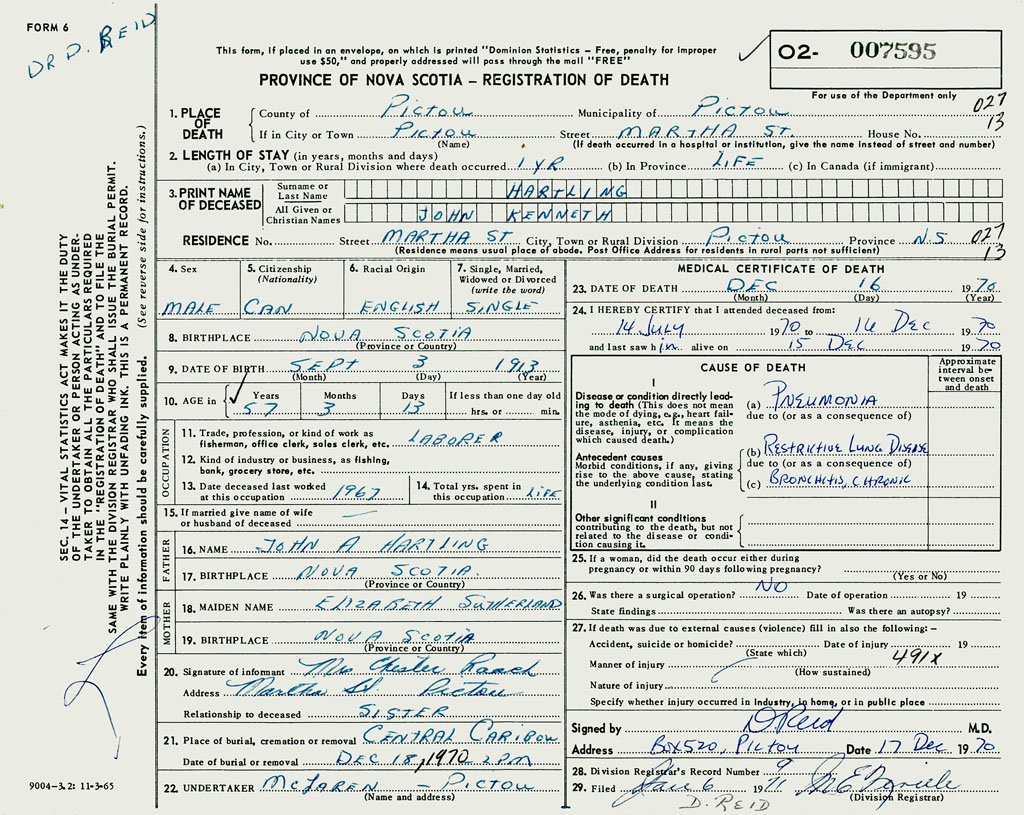 FORM 6
DR D. REID
This form, if placed in an envelope, on which is printed "Dominion Statistics – Free, penalty for improper
use $50," and properly addressed will pass through the mail "FREE"
PROVINCE OF NOVA SCOTIA – REGISTRATION OF DEATH
02- 007595
For use of the Department only
027
13
1. PLACE OF DEATH
County of Pictou Municipality of Pictou
If in City or Town Pictou Street MARTHA ST. House No.
(Name) (If death occurred in a hospital or institution, give the name instead of street and number)
2. LENGTH OF STAY (in years, months and days)
(a) In City, Town or Rural Division where death occurred 1 YR (b) In Province LIFE (c) In Canada (if immigrant)
3. PRINT NAME OF DECEASED
Surname or Last Name HARTLING
All Given or Christian Names JOHN KENNETH
RESIDENCE No. Street MARTHA ST City, Town or Rural Division Pictou Province N.S 027
(Residence means usual place of abode. Post Office Address for residents in rural parts not sufficient) 13
4. Sex
MALE
5. Citizenship
(Nationality)
CAN
6. Racial Origin
ENGLISH
7. Single, Married,
Widowed or Divorced
(write the word)
SINGLE
8. BIRTHPLACE NOVA SCOTIA
(Province or Country)
9. DATE OF BIRTH SEPT 3 1913
(Month) (Day) (Year)
10. AGE in Years Months Days If less than one day old
57 3 13 hrs. or min.
OCCUPATION
11. Trade, profession, or kind of work as
fisherman, office clerk, sales clerk, etc. LABORER
12. Kind of industry or business, as fishing,
bank, grocery store, etc.
13. Date deceased last worked
at this occupation 1967
14. Total yrs. spent in
this occupation LIFE
15. If married give name of wife
or husband of deceased —
FATHER
16. NAME JOHN A HARTLING
17. BIRTHPLACE NOVA SCOTIA.
(Province or Country)
MOTHER
18. MAIDEN NAME ELIZABETH SUTHERLAND
19. BIRTHPLACE NOVA SCOTIA
(Province or Country)
20. Signature of informant Mrs Chester
Address Martha St. Pictou
Relationship to deceased SISTER
21. Place of burial, cremation or removal CENTRAL CARIBOU
Date of burial or removal DEC 18, 1970 2 PM
22. UNDERTAKER McLAREN – PICTOU
(Name and address)
MEDICAL CERTIFICATE OF DEATH
23. DATE OF DEATH DEC 16 1970
(Month) (Day) (Year)
24. I HEREBY CERTIFY that I attended deceased from:
14 July 1970 to 16 Dec 1970
and last saw him alive on 15 Dec 1970
CAUSE OF DEATH
Approximate
interval be-
tween onset
and death
I
Disease or condition directly lead-
ing to death (This does not mean
the mode of dying, e.g., heart fail-
ure, asthenia, etc. It means the
disease, injury, or complication
which caused death.)
(a) PNEUMONIA
due to (or as a consequence of)
Antecedent causes
Morbid conditions, if any, giving
rise to the above cause, stating
the underlying condition last.
(b) RESTRICTIVE LUNG DISEASE
due to (or as a consequence of)
(c) BRONCHITIS, CHRONIC
II
Other significant conditions
contributing to the death, but not
related to the disease or condi-
tion causing it.
25. If a woman, did the death occur either during
pregnancy or within 90 days following pregnancy?
(Yes or No)
26. Was there a surgical operation? NO Date of operation 19
State findings Was there an autopsy?
27. If death was due to external causes (violence) fill in also the following: –
Accident, suicide or homicide? Date of injury 19
(State which) 491X
Manner of injury
(How sustained)
Nature of injury
Specify whether injury occurred in industry, in home, or in public place
Signed by D Reid M.D.
Address Box 520, Pictou Date 17 Dec 1970
28. Division Registrar's Record Number 9
29. Filed Jan 6 1971
(Division Registrar)
D. REID
SEC. 14 – VITAL STATISTICS ACT MAKES IT THE DUTY
OF THE UNDERTAKER OR PERSON ACTING AS UNDER-
TAKER TO OBTAIN ALL THE PARTICULARS REQUIRED
IN THE "REGISTRATION OF DEATH" AND TO FILE THE
SAME WITH THE DIVISION REGISTRAR WHO SHALL ISSUE THE BURIAL PERMIT.
WRITE PLAINLY WITH UNFADING INK. THIS IS A PERMANENT RECORD.
Every item of information should be carefully supplied. (See reverse side for instructions.)
9004-3.2: 11-3-65